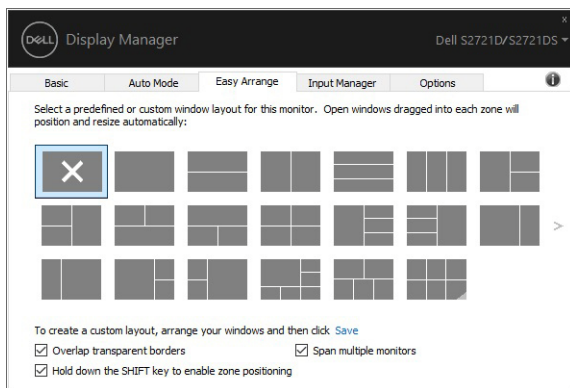 x
DELL Display Manager Dell S2721D/S2721DS
Basic Auto Mode Easy Arrange Input Manager Options i
Select a predefined or custom window layout for this monitor. Open windows dragged into each zone will
position and resize automatically:
To create a custom layout, arrange your windows and then click Save
Overlap transparent borders Span multiple monitors
Hold down the SHIFT key to enable zone positioning